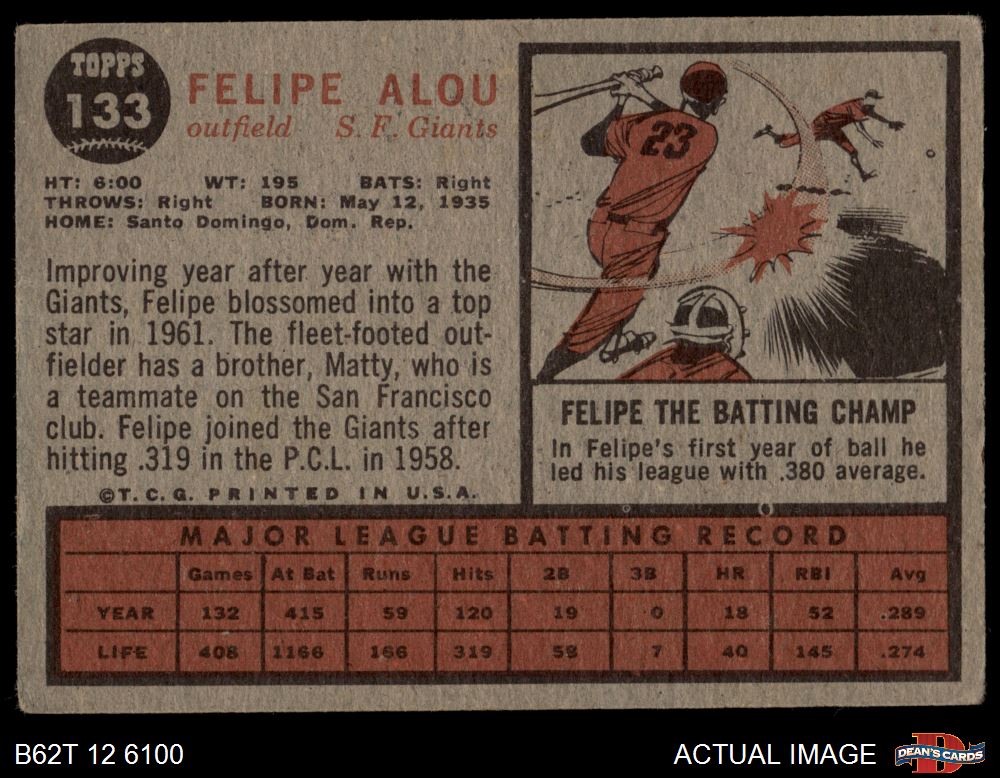 TOPPS
133
FELIPE ALOU
outfield S. F. Giants
HT: 6:00 WT: 195 BATS: Right
THROWS: Right BORN: May 12, 1935
HOME: Santo Domingo, Dom. Rep.
Improving year after year with the
Giants, Felipe blossomed into a top
star in 1961. The fleet-footed out-
fielder has a brother, Matty, who is
a teammate on the San Francisco
club. Felipe joined the Giants after
hitting .319 in the P.C.L. in 1958.
©T. C. G. PRINTED IN U.S.A.
23
FELIPE THE BATTING CHAMP
In Felipe's first year of ball he
led his league with .380 average.
MAJOR LEAGUE BATTING RECORD
Games At Bat Runs Hits 2B 3B HR RBI Avg
YEAR 132 415 59 120 19 0 18 52 .289
LIFE 408 1166 166 319 58 7 40 145 .274
B62T 12 6100
ACTUAL IMAGE
DEAN'S CARDS